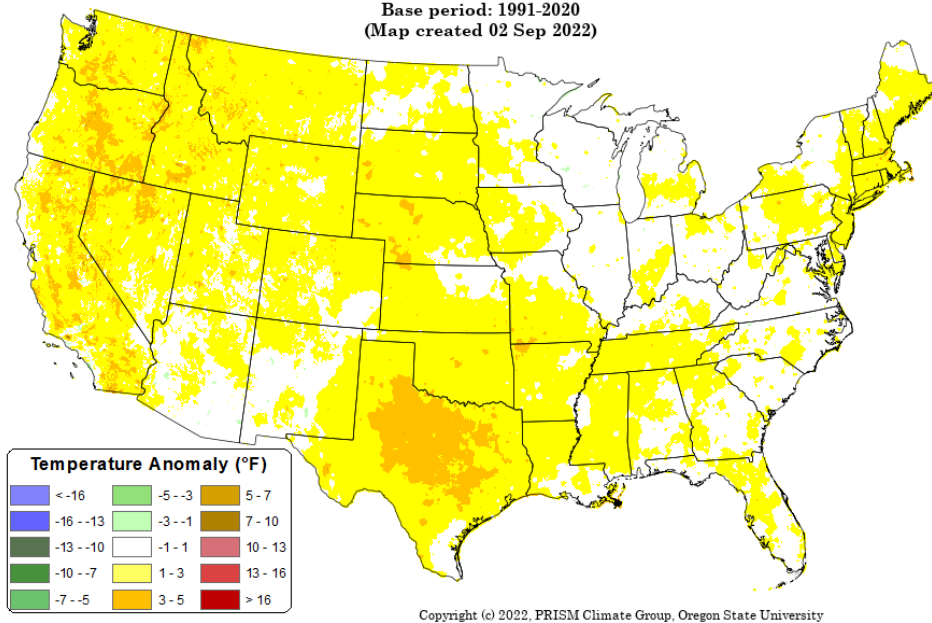 Base period: 1991-2020
(Map created 02 Sep 2022)
Temperature Anomaly (°F)
< -16
-5 - -3
5 - 7
-16 - -13
-3 - -1
7 - 10
-13 - -10
-1 - 1
10 - 13
-10 - -7
1 - 3
13 - 16
-7 - -5
3 - 5
> 16
Copyright (c) 2022, PRISM Climate Group, Oregon State University